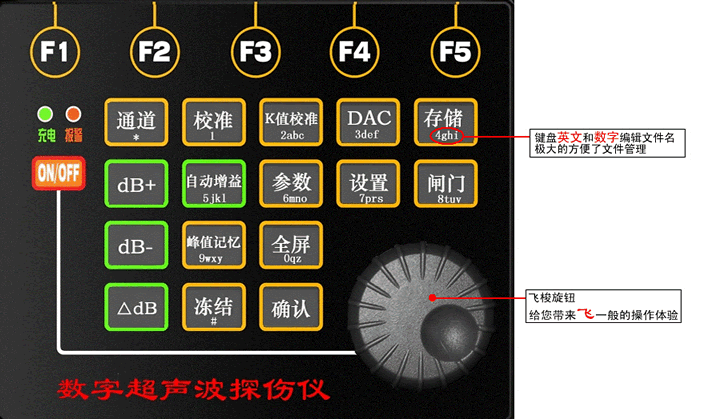 F1 F2 F3 F4 F5
充电 报警
通道 校准 K值校准 DAC 存储
* 1 2abc 3def 4ghi
键盘英文和数字编辑文件名
极大的方便了文件管理
ON/OFF
dB+ 自动增益 参数 设置 闸门
5jkl 6mno 7prs 8tuv
dB- 峰值记忆 全屏
9wxy 0qz
飞梭旋钮
给您带来飞一般的操作体验
△dB 冻结 确认
#
数字超声波探伤仪